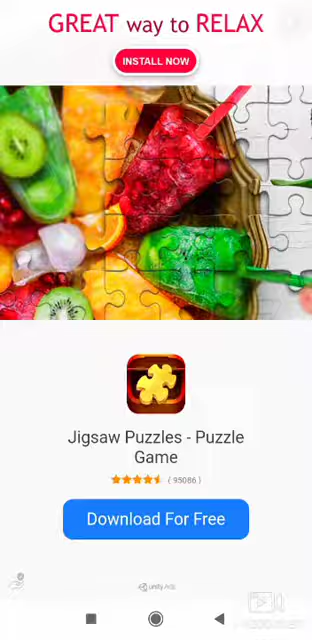 GREAT way to RELAX
INSTALL NOW
Jigsaw Puzzles - Puzzle
Game
( 95086 )
Download For Free
unity Ads